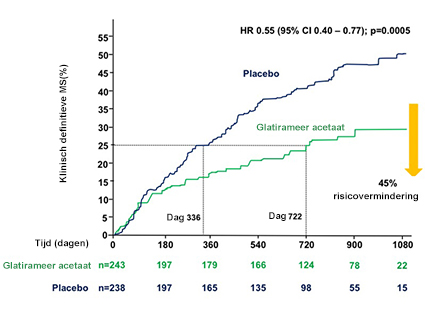 HR 0.55 (95% CI 0.40 – 0.77); p=0.0005
Klinisch definitieve MS(%)
55
50
45
40
35
30
25
20
15
10
5
0
Placebo
Glatirameer acetaat
45%
risicovermindering
Dag 336
Dag 722
Tijd (dagen) 0 180 360 540 720 900 1080
Glatirameer acetaat n=243 197 179 166 124 78 22
Placebo n=238 197 165 135 98 55 15